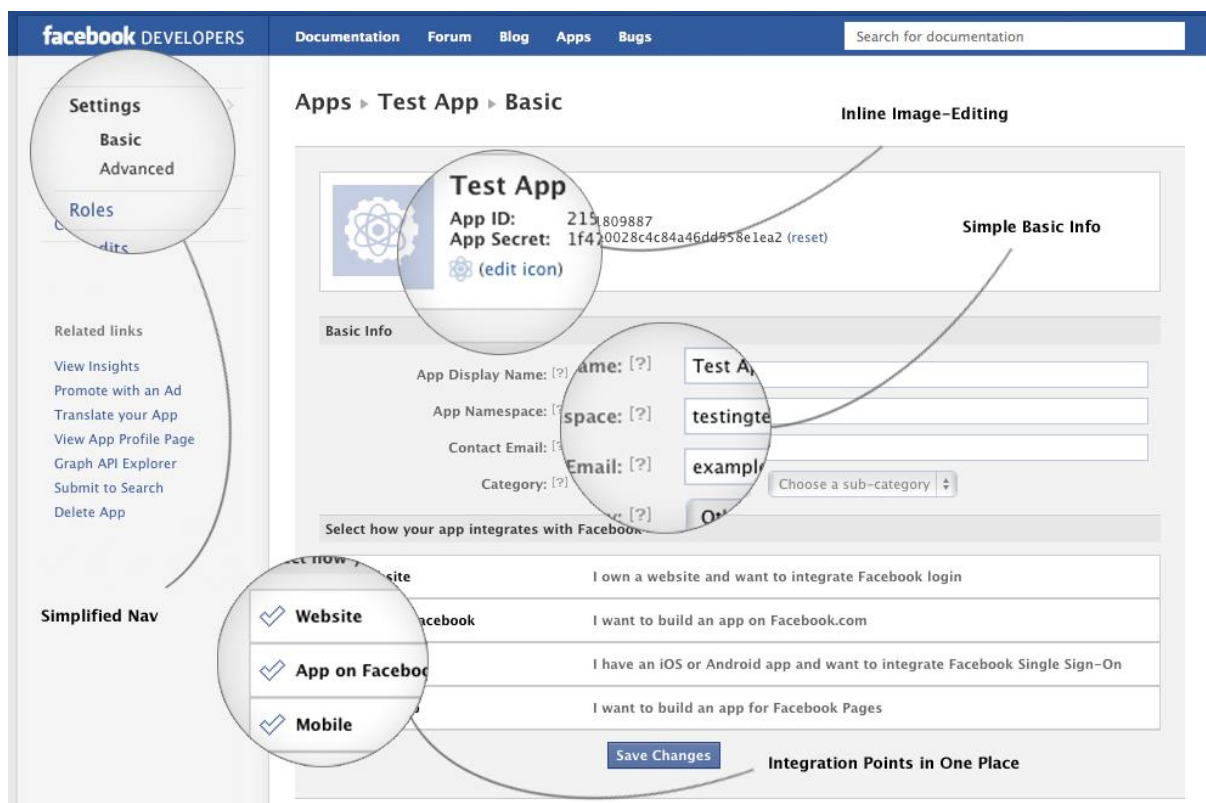 facebook DEVELOPERS
Documentation Forum Blog Apps Bugs
Search for documentation
Settings
Basic
Advanced
Roles
Related links
View Insights
Promote with an Ad
Translate your App
View App Profile Page
Graph API Explorer
Submit to Search
Delete App
Simplified Nav
Apps ▸ Test App ▸ Basic
Inline Image-Editing
Test App
App ID: 215
809887
App Secret: 1f4
0028c4c84a46dd558e1ea2 (reset)
(edit icon)
Simple Basic Info
Basic Info
App Display Name: [?]
ame: [?] Test A
App Namespace:
space: [?] testingte
Contact Email:
Email: [?] example
Category: [?]
[?]
Choose a sub-category
Select how your app integrates with Facebook
site I own a website and want to integrate Facebook login
Website
acebook I want to build an app on Facebook.com
App on Facebo
I have an iOS or Android app and want to integrate Facebook Single Sign-On
Mobile
I want to build an app for Facebook Pages
Save Changes
Integration Points in One Place